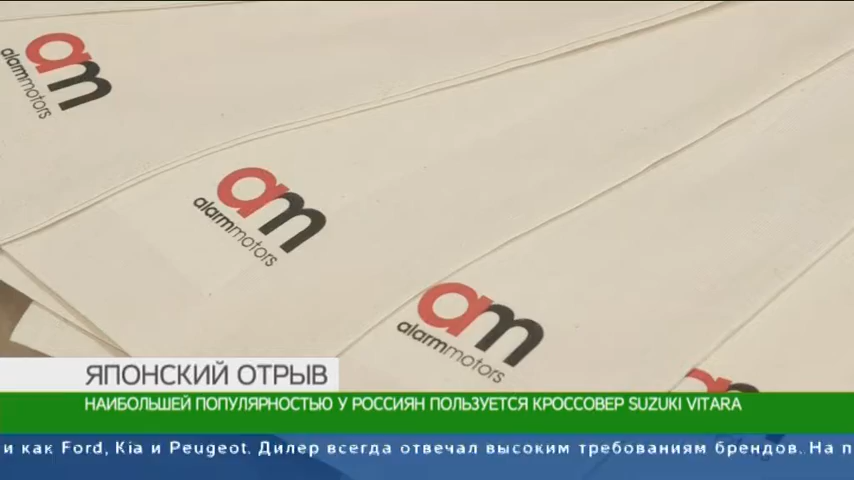 am
alarmmotors
am
alarmmotors
am
alarmmotors
ЯПОНСКИЙ ОТРЫВ
НАИБОЛЬШЕЙ ПОПУЛЯРНОСТЬЮ У РОССИЯН ПОЛЬЗУЕТСЯ КРОССОВЕР SUZUKI VITARA
и как Ford, Kia и Peugeot. Дилер всегда отвечал высоким требованиям брендов. На п